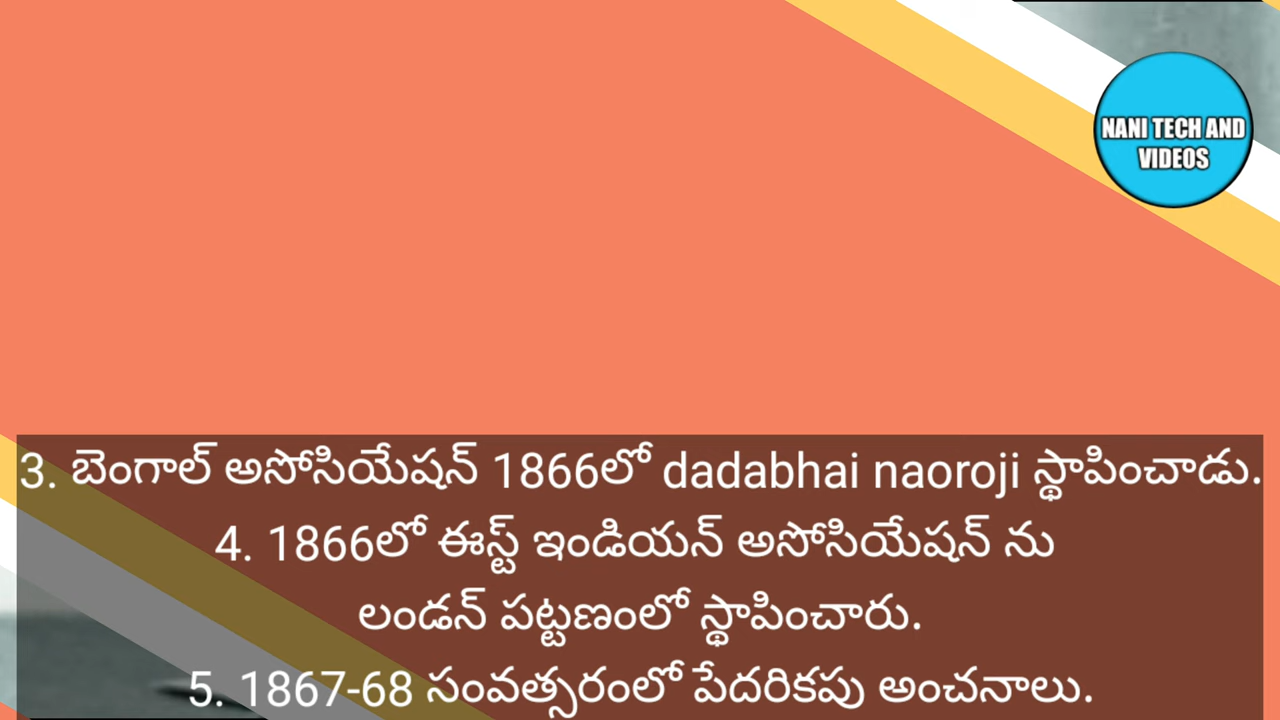 NANI TECH AND
VIDEOS
3. బెంగాల్ అసోసియేషన్ 1866లో dadabhai naoroji స్థాపించాడు.
4. 1866లో ఈస్ట్ ఇండియన్ అసోసియేషన్ ను
లండన్ పట్టణంలో స్థాపించారు.
5. 1867-68 సంవత్సరంలో పేదరికపు అంచనాలు.